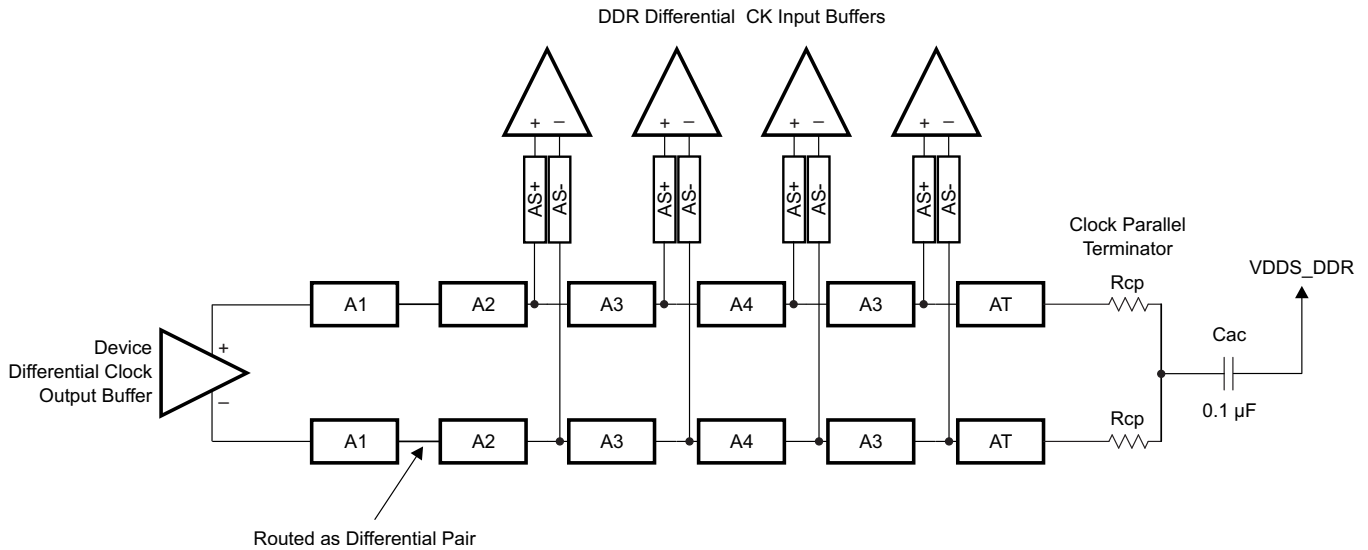 DDR Differential CK Input Buffers
+ –
+ –
+ –
+ –
AS+
AS-
AS+
AS-
AS+
AS-
AS+
AS-
Clock Parallel
Terminator
VDDS_DDR
A1
A2
A3
A4
A3
AT
Rcp
Device
Differential Clock
Output Buffer
+
–
Cac
0.1 µF
A1
A2
A3
A4
A3
AT
Rcp
Routed as Differential Pair